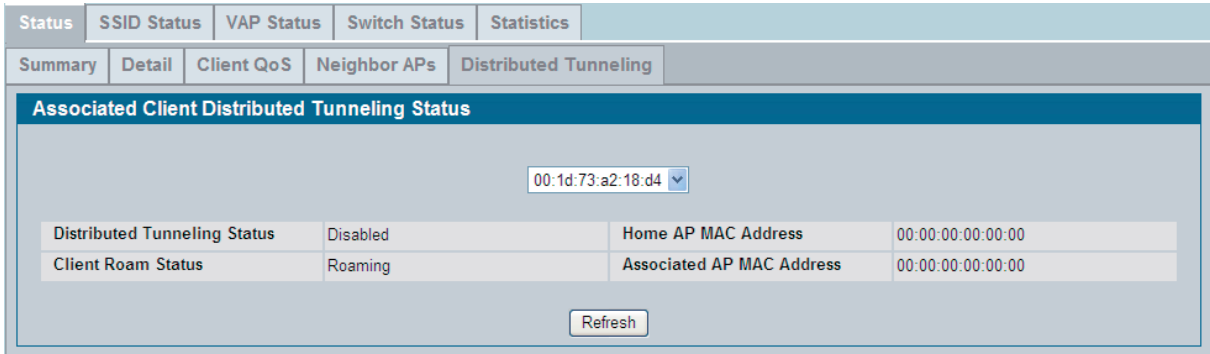 Status SSID Status VAP Status Switch Status Statistics
Summary Detail Client QoS Neighbor APs Distributed Tunneling
Associated Client Distributed Tunneling Status
00:1d:73:a2:18:d4
Distributed Tunneling Status Disabled Home AP MAC Address 00:00:00:00:00:00
Client Roam Status Roaming Associated AP MAC Address 00:00:00:00:00:00
Refresh